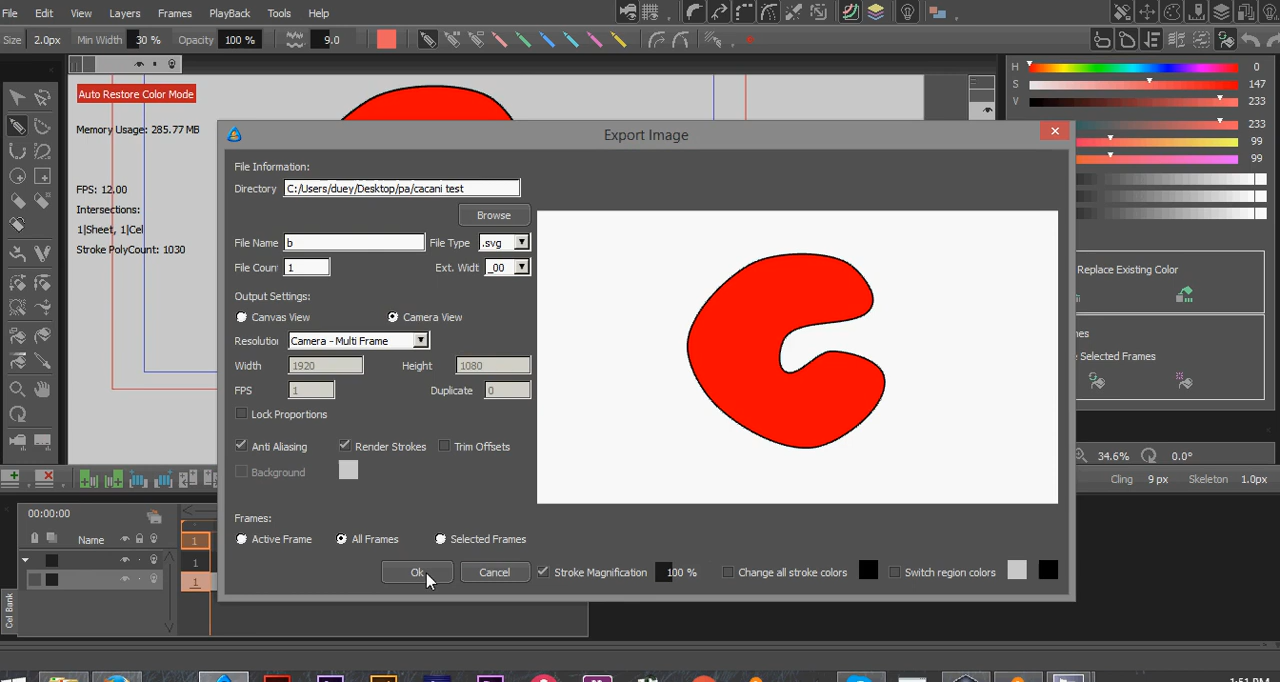 File Edit View Layers Frames PlayBack Tools Help
Size 2.0px Min Width 30 % Opacity 100 % 9.0
Auto Restore Color Mode
Memory Usage: 285.77 MB
FPS: 12.00
Intersections:
1|Sheet, 1|Cel
Stroke PolyCount: 1030
H 0
S 147
V 233
233
99
99
Export Image
File Information:
Directory C:/Users/duey/Desktop/pa/cacani test
Browse
File Name b File Type .svg
File Coun 1 Ext. Widt _00
Output Settings:
Canvas View Camera View
Resolutio Camera - Multi Frame
Width 1920 Height 1080
FPS 1 Duplicate 0
Lock Proportions
Anti Aliasing Render Strokes Trim Offsets
Background
Frames:
Active Frame All Frames Selected Frames
Ok Cancel Stroke Magnification 100 % Change all stroke colors Switch region colors
Replace Existing Color
mes
Selected Frames
34.6% 0.0°
Cling 9 px Skeleton 1.0px
00:00:00
Name
1
1
1
Cel Bank
1:51 PM